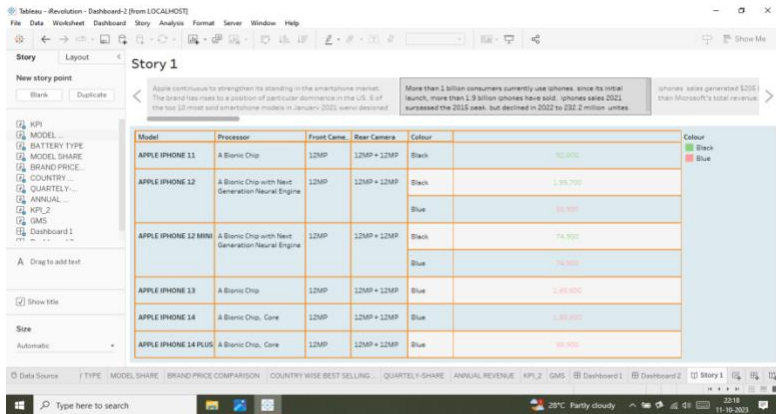 Tableau - iRevolution - Dashboard-2 [from LOCALHOST]
File Data Worksheet Dashboard Story Analysis Format Server Window Help
Show Me
Story Layout
New story point
Blank Duplicate
KPI
MODEL ...
BATTERY TYPE
MODEL SHARE
BRAND PRICE...
COUNTRY ...
QUARTELY-...
ANNUAL ...
KPI_2
GMS
Dashboard 1
Drag to add text
Show title
Size
Automatic
Story 1
Apple continuous to strengthen its standing in the smartphone market.
The brand has rises to a position of particular dominance in the U.S. 6 of
the top 10 most sold smartphone models in January 2021 were devoted
More than 1 billion consumers currently use iphones. since its initial
launch, more than 1.9 billion iphones have sold. iphones sales 2021
surpassed the 2015 peak. but declined in 2022 to 232.2 million unites.
iphones sales generated $205
than Microsoft's total revenue.
Model Processor Front Came.. Rear Camera Colour
APPLE IPHONE 11 A Bionic Chip 12MP 12MP + 12MP Black
APPLE IPHONE 12 A Bionic Chip with Next Generation Neural Engine 12MP 12MP + 12MP Black 1,99,700
Blue
APPLE IPHONE 12 MINI A Bionic Chip with Next Generation Neural Engine 12MP 12MP + 12MP Black 74,900
Blue 74,900
APPLE IPHONE 13 A Bionic Chip 12MP 12MP + 12MP Blue
APPLE IPHONE 14 A Bionic Chip, Core 12MP 12MP + 12MP Blue
APPLE IPHONE 14 PLUS A Bionic Chip, Core 12MP 12MP + 12MP Blue
Colour
Black
Blue
Data Source TYPE MODEL SHARE BRAND PRICE COMPARISON COUNTRY WISE BEST SELLING ... QUARTELY-SHARE ANNUAL REVENUE KPI_2 GMS Dashboard 1 Dashboard 2 Story 1
Type here to search
28°C Partly cloudy
22:18
11-10-2023